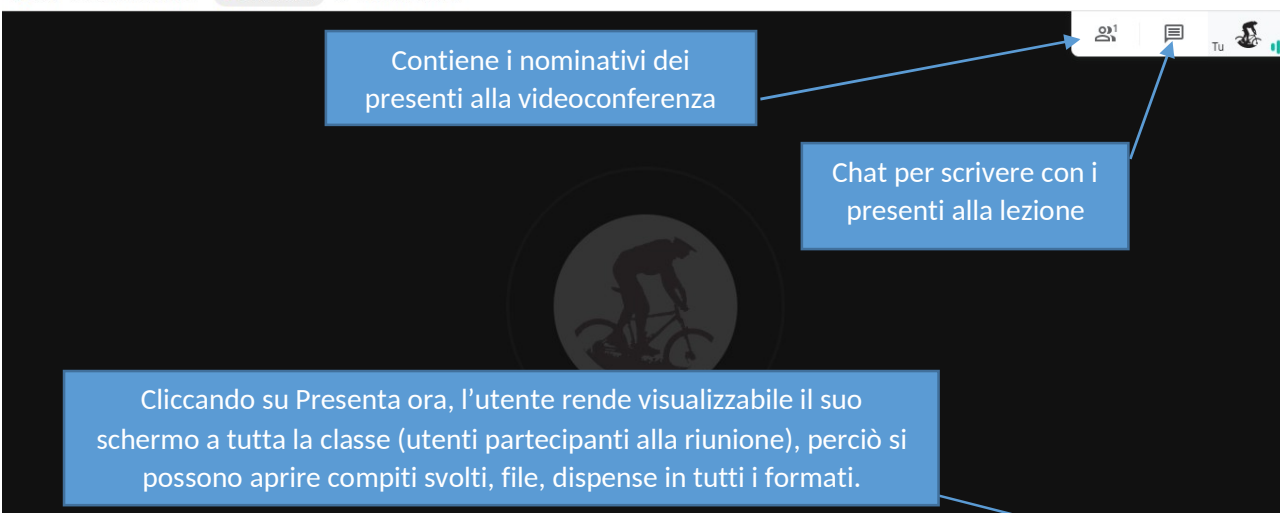 Contiene i nominativi dei
presenti alla videoconferenza
1
Tu
Chat per scrivere con i
presenti alla lezione
Cliccando su Presenta ora, l’utente rende visualizzabile il suo
schermo a tutta la classe (utenti partecipanti alla riunione), perciò si
possono aprire compiti svolti, file, dispense in tutti i formati.